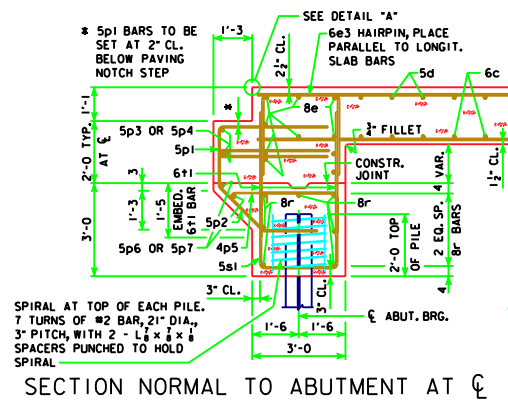 * 5p1 BARS TO BE
SET AT 2" CL.
BELOW PAVING
NOTCH STEP
1'-3
SEE DETAIL "A"
6e3 HAIRPIN, PLACE
PARALLEL TO LONGIT.
SLAB BARS
2 1/2" CL.
5d
6c
8e
1'-1
*
2'-0 TYP.
AT ℄
5p3 OR 5p4
5p1
3/4" FILLET
CONSTR.
JOINT
6t1
3
1'-3
1'-5
EMBED.
6t1 BAR
3'-0
5p2
8r
8r
5p6 OR 5p7
4p5
5s1
3" CL.
3" CL.
2'-0 TOP
OF PILE
4
VAR.
2 EQ. SP.
8r BARS
4
1 1/2" CL.
SPIRAL AT TOP OF EACH PILE.
7 TURNS OF #2 BAR, 21" DIA.,
3" PITCH, WITH 2 - L 7/8 x 7/8 x 1/8
SPACERS PUNCHED TO HOLD
SPIRAL
1'-6
1'-6
3'-0
℄ ABUT. BRG.
SECTION NORMAL TO ABUTMENT AT ℄